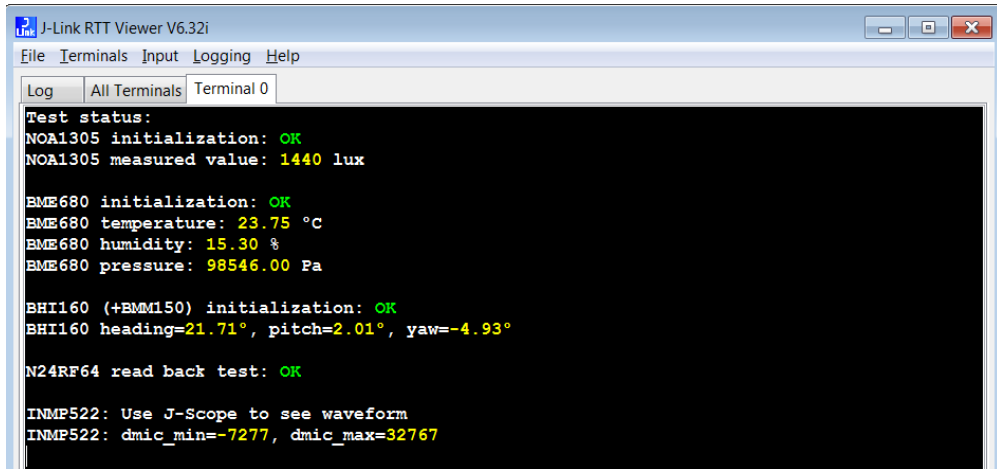 J-Link RTT Viewer V6.32i
File Terminals Input Logging Help
Log All Terminals Terminal 0
Test status:
NOA1305 initialization: OK
NOA1305 measured value: 1440 lux
BME680 initialization: OK
BME680 temperature: 23.75 °C
BME680 humidity: 15.30 %
BME680 pressure: 98546.00 Pa
BHI160 (+BMM150) initialization: OK
BHI160 heading=21.71°, pitch=2.01°, yaw=-4.93°
N24RF64 read back test: OK
INMP522: Use J-Scope to see waveform
INMP522: dmic_min=-7277, dmic_max=32767